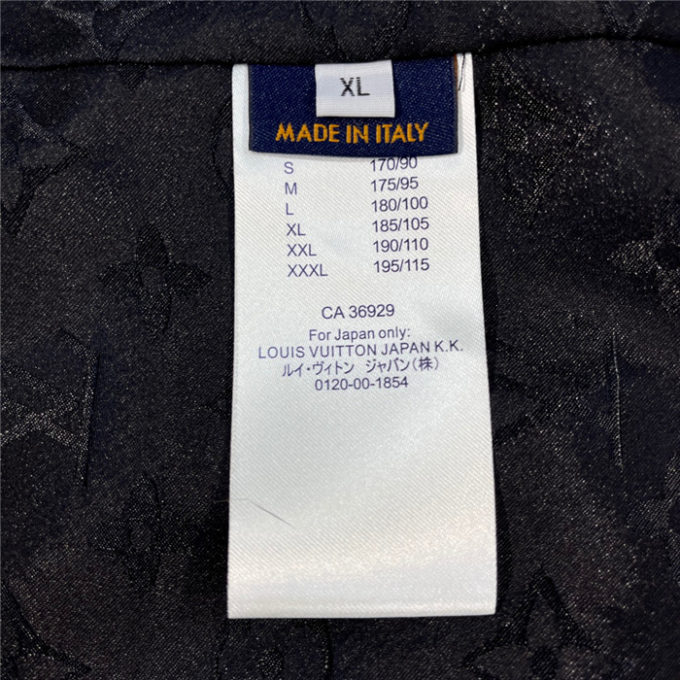 XL
MADE IN ITALY
S 170/90
M 175/95
L 180/100
XL 185/105
XXL 190/110
XXXL 195/115
CA 36929
For Japan only:
LOUIS VUITTON JAPAN K.K.
ルイ・ヴィトン ジャパン(株)
0120-00-1854